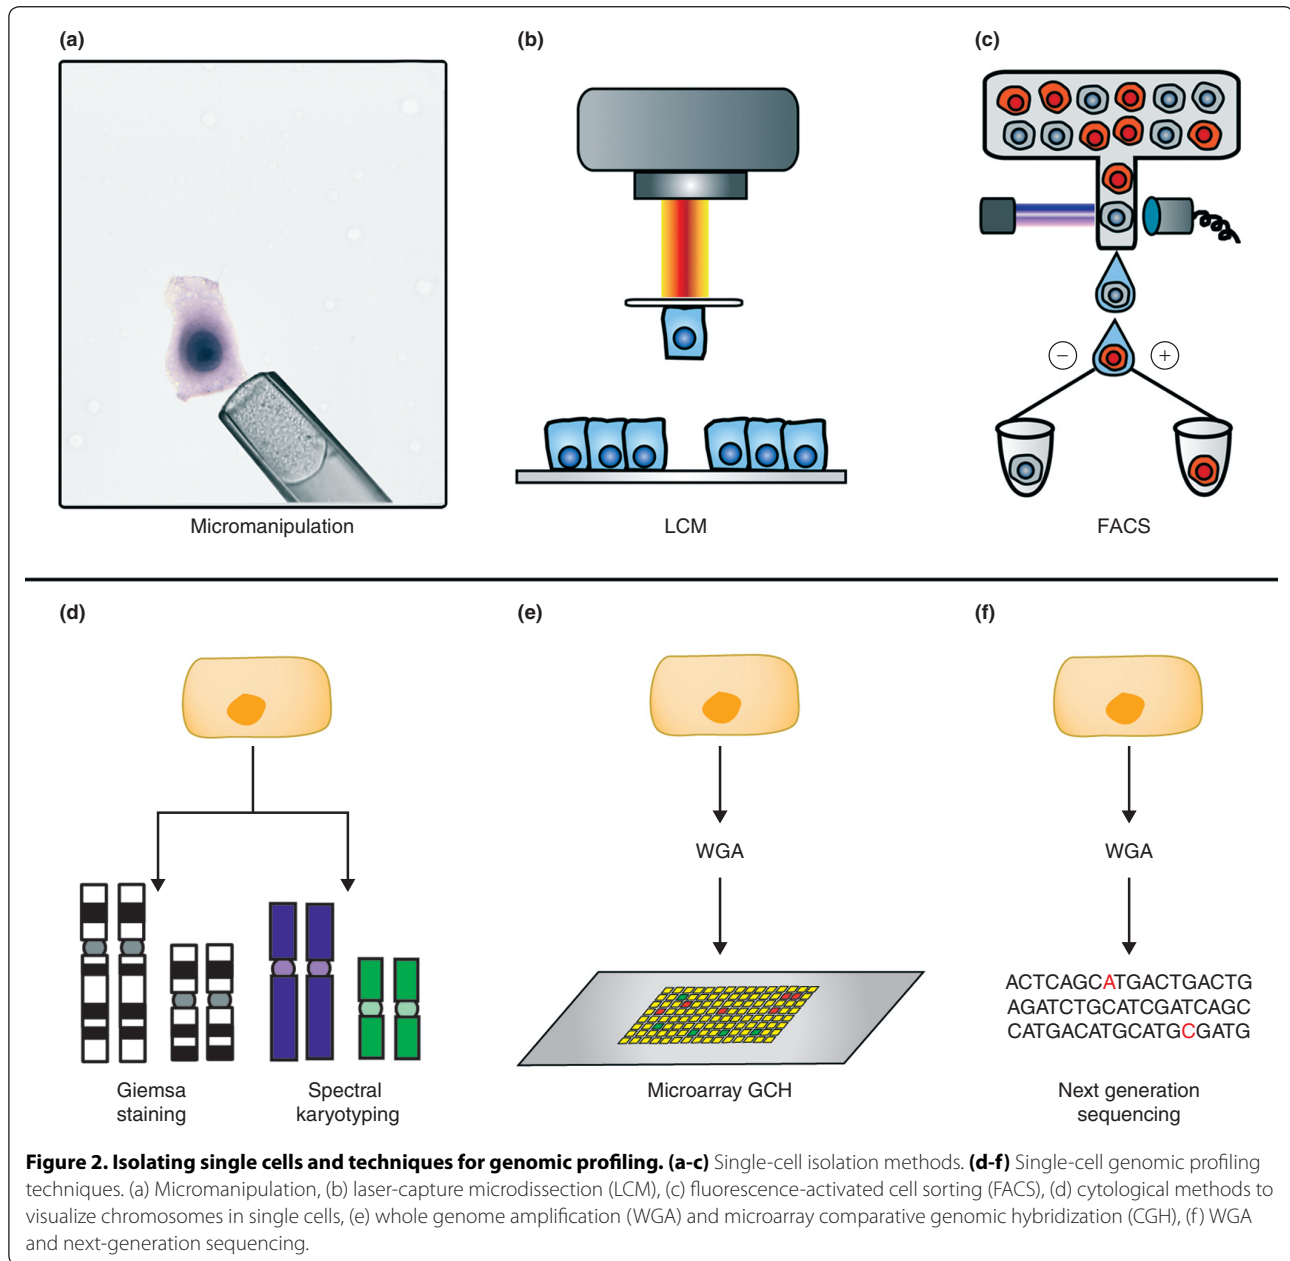 (a)
(b)
(c)
−
+
Micromanipulation
LCM
FACS
(d)
(e)
(f)
WGA
WGA
ACTCAGCATGACTGACTG
AGATCTGCATCGATCAGC
CATGACATGCATGCGATG
Giemsa
staining
Spectral
karyotyping
Microarray GCH
Next generation
sequencing
Figure 2. Isolating single cells and techniques for genomic profiling. (a-c) Single-cell isolation methods. (d-f) Single-cell genomic profiling
techniques. (a) Micromanipulation, (b) laser-capture microdissection (LCM), (c) fluorescence-activated cell sorting (FACS), (d) cytological methods to
visualize chromosomes in single cells, (e) whole genome amplification (WGA) and microarray comparative genomic hybridization (CGH), (f) WGA
and next-generation sequencing.